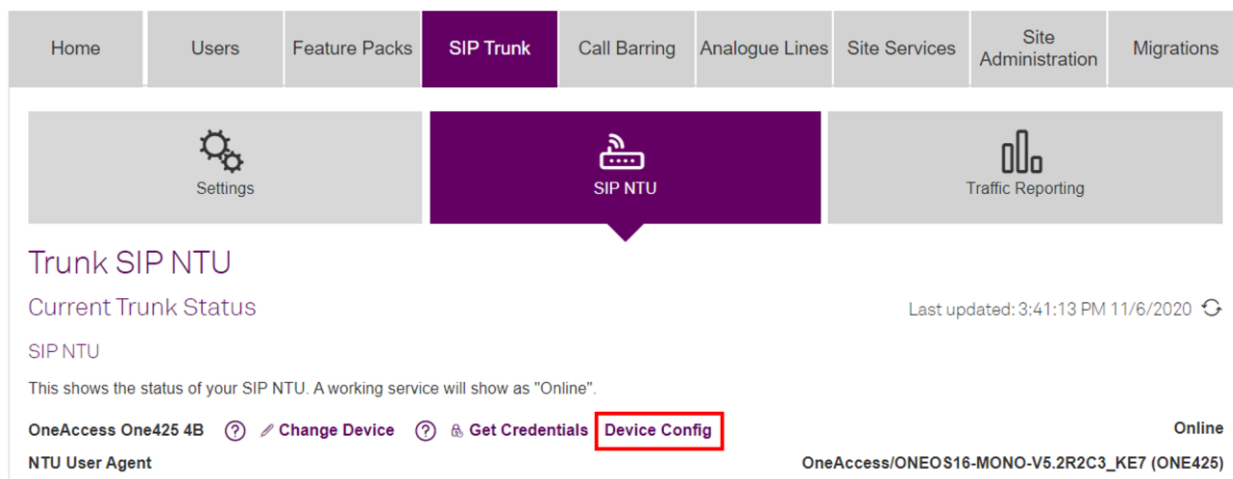 Home Users Feature Packs SIP Trunk Call Barring Analogue Lines Site Services Site Administration Migrations
Settings SIP NTU Traffic Reporting
Trunk SIP NTU
Current Trunk Status Last updated: 3:41:13 PM 11/6/2020
SIP NTU
This shows the status of your SIP NTU. A working service will show as "Online".
OneAccess One425 4B ? Change Device ? Get Credentials Device Config Online
NTU User Agent OneAccess/ONEOS16-MONO-V5.2R2C3_KE7 (ONE425)